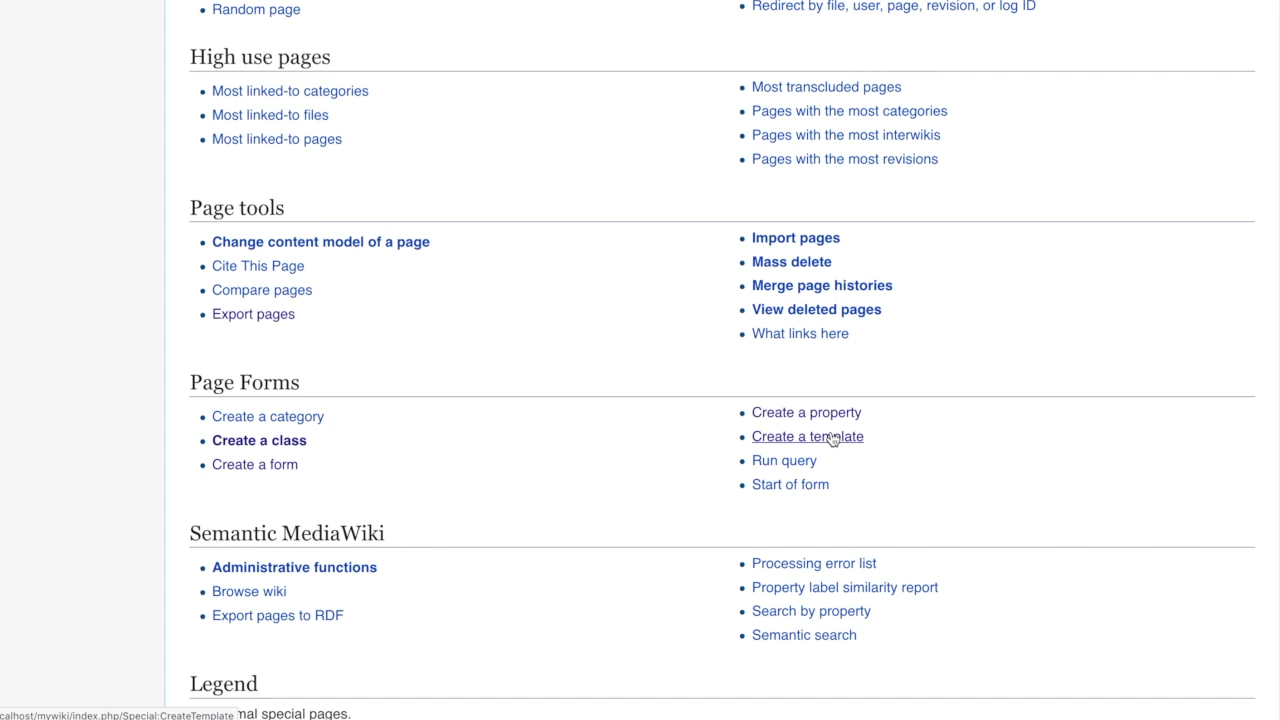 Random page
Redirect by file, user, page, revision, or log ID
High use pages
Most linked-to categories
Most linked-to files
Most linked-to pages
Most transcluded pages
Pages with the most categories
Pages with the most interwikis
Pages with the most revisions
Page tools
Change content model of a page
Cite This Page
Compare pages
Export pages
Import pages
Mass delete
Merge page histories
View deleted pages
What links here
Page Forms
Create a category
Create a class
Create a form
Create a property
Create a template
Run query
Start of form
Semantic MediaWiki
Administrative functions
Browse wiki
Export pages to RDF
Processing error list
Property label similarity report
Search by property
Semantic search
Legend
mal special pages.
calhost/mywiki/index.php/Special:CreateTemplate